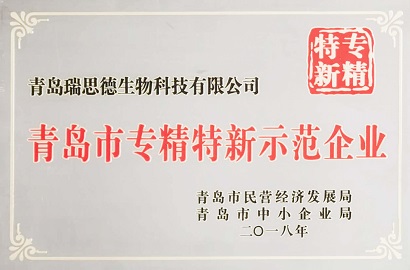 专精
特新
青岛瑞思德生物科技有限公司
青岛市专精特新示范企业
青岛市民营经济发展局
青岛市中小企业局
二〇一八年